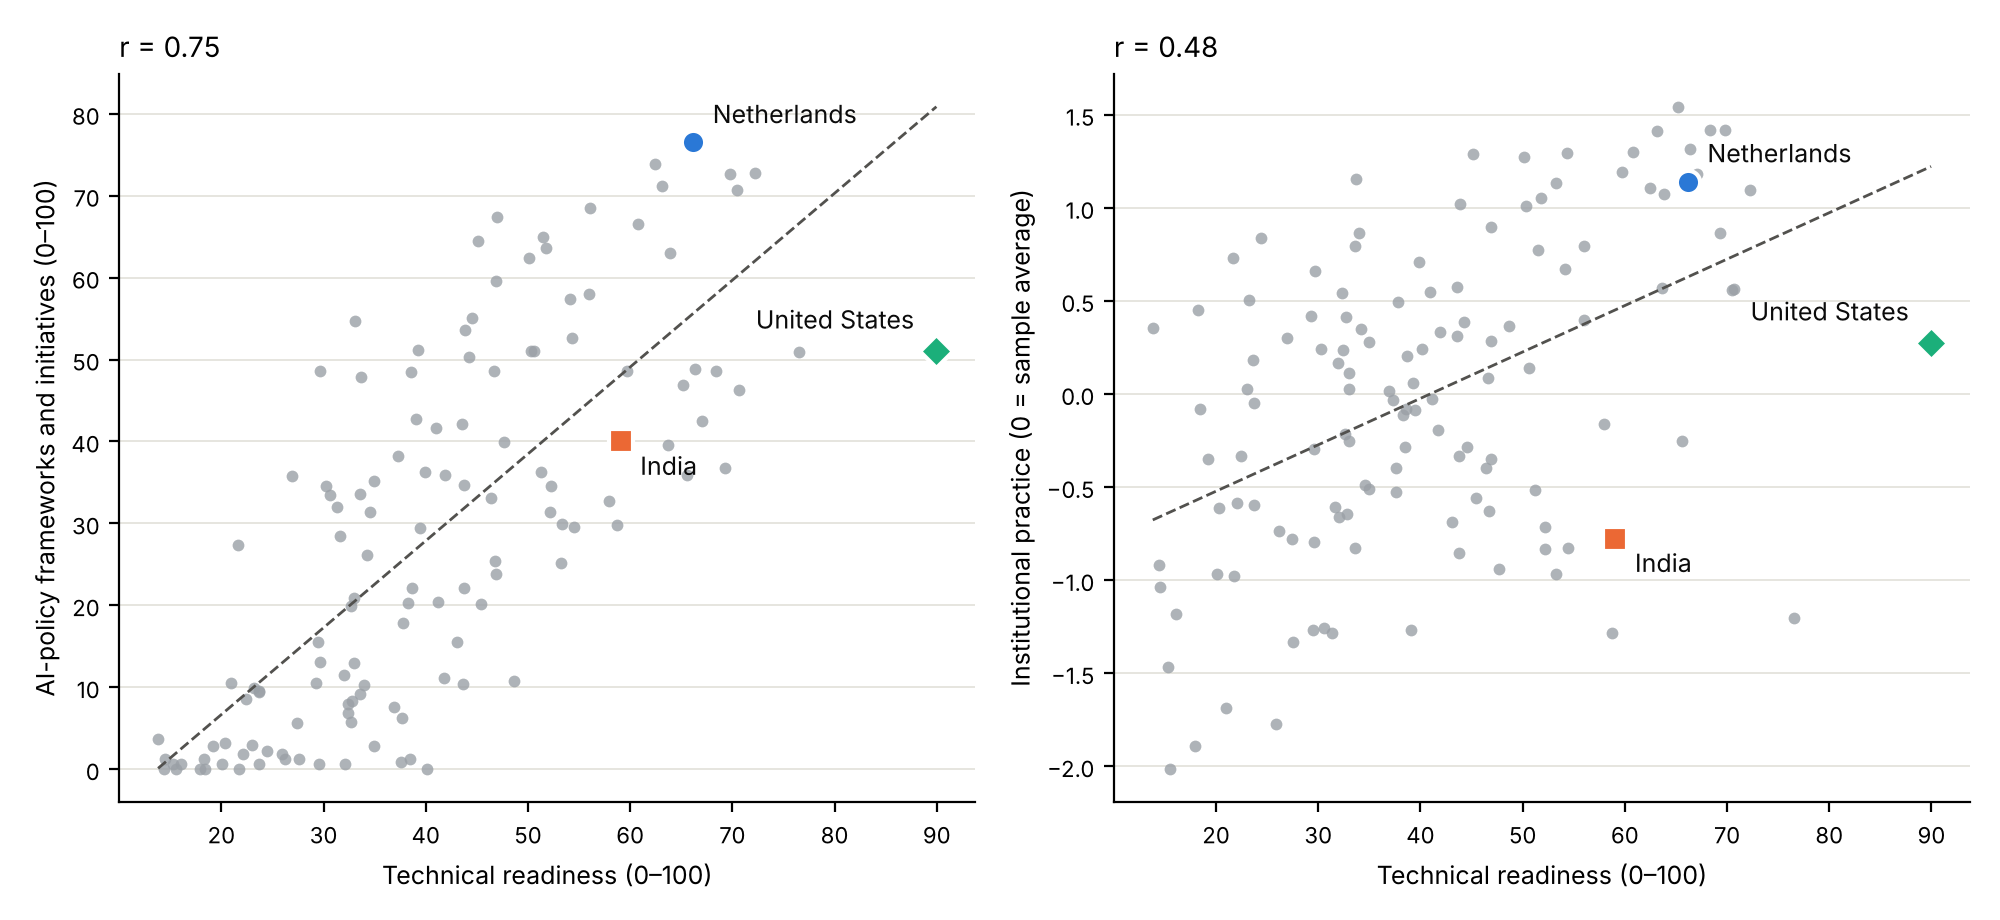 r = 0.75
AI-policy frameworks and initiatives (0–100)
80
70
60
50
40
30
20
10
0
Netherlands
United States
India
20 30 40 50 60 70 80 90
Technical readiness (0–100)
r = 0.48
Institutional practice (0 = sample average)
1.5
1.0
0.5
0.0
−0.5
−1.0
−1.5
−2.0
Netherlands
United States
India
20 30 40 50 60 70 80 90
Technical readiness (0–100)